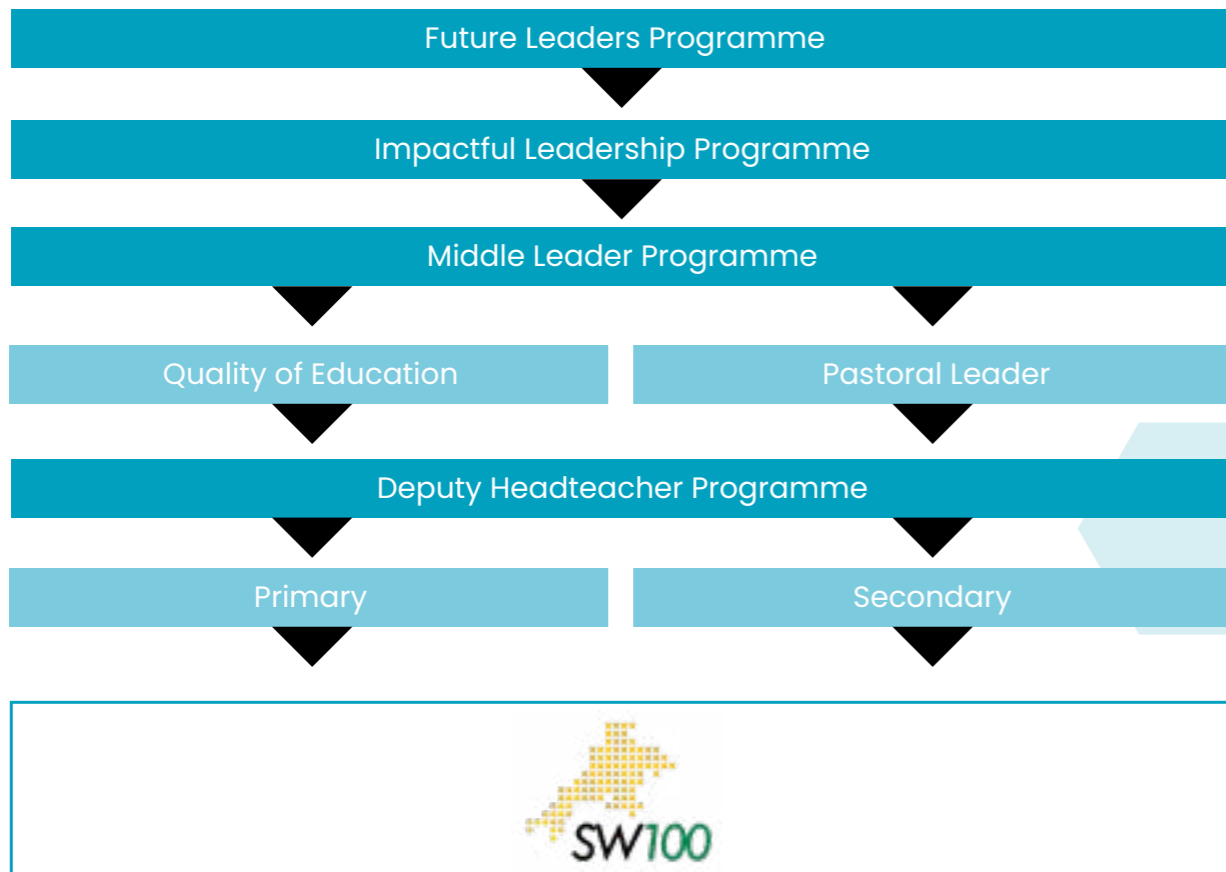 Future Leaders Programme
Impactful Leadership Programme
Middle Leader Programme
Quality of Education
Pastoral Leader
Deputy Headteacher Programme
Primary
Secondary
SW100